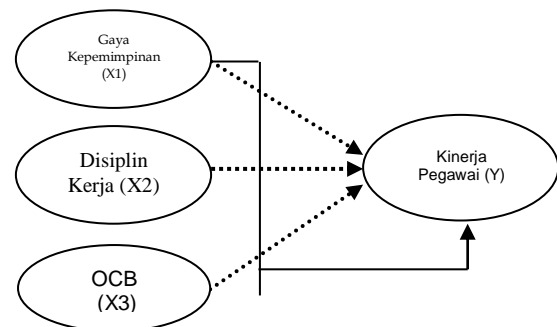 Gaya
Kepemimpinan
(X1)
Disiplin
Kerja (X2)
OCB
(X3)
Kinerja
Pegawai (Y)